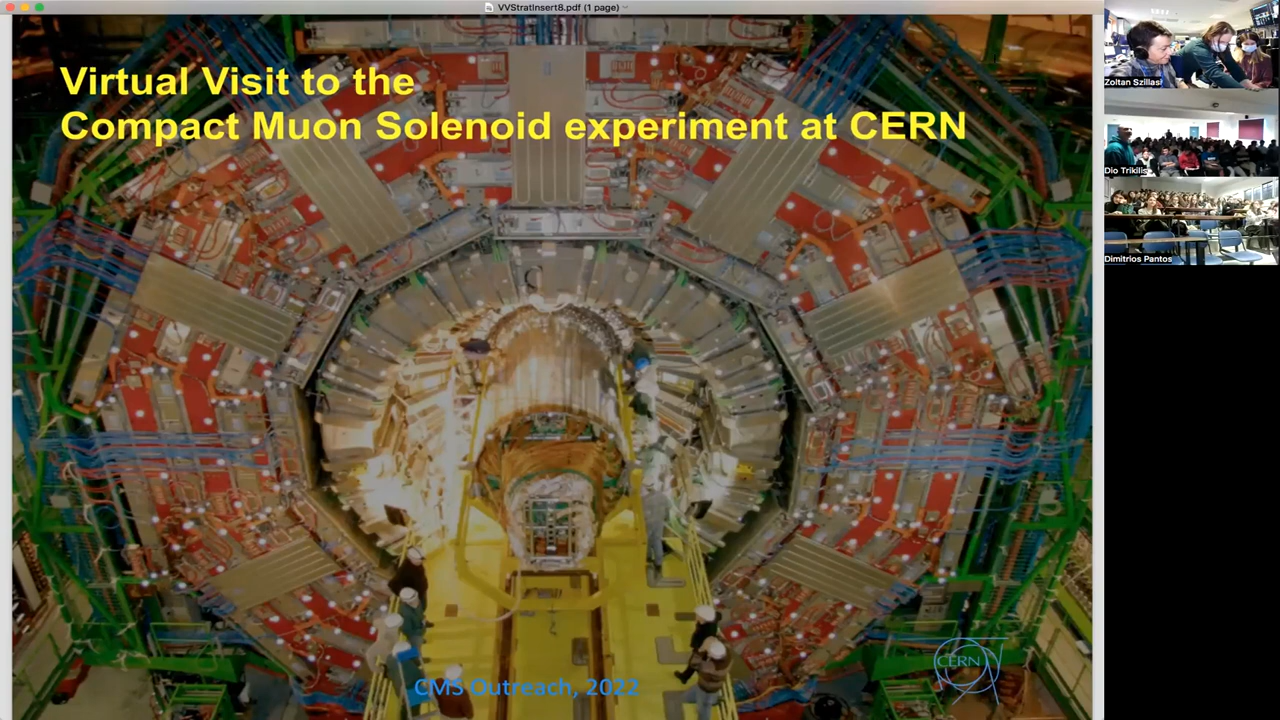 VVStratInsert8.pdf (1 page)
Virtual Visit to the
Compact Muon Solenoid experiment at CERN
CMS Outreach, 2022
CERN
Zoltan Szillasi
Dio Trikilis
Dimitrios Pantos